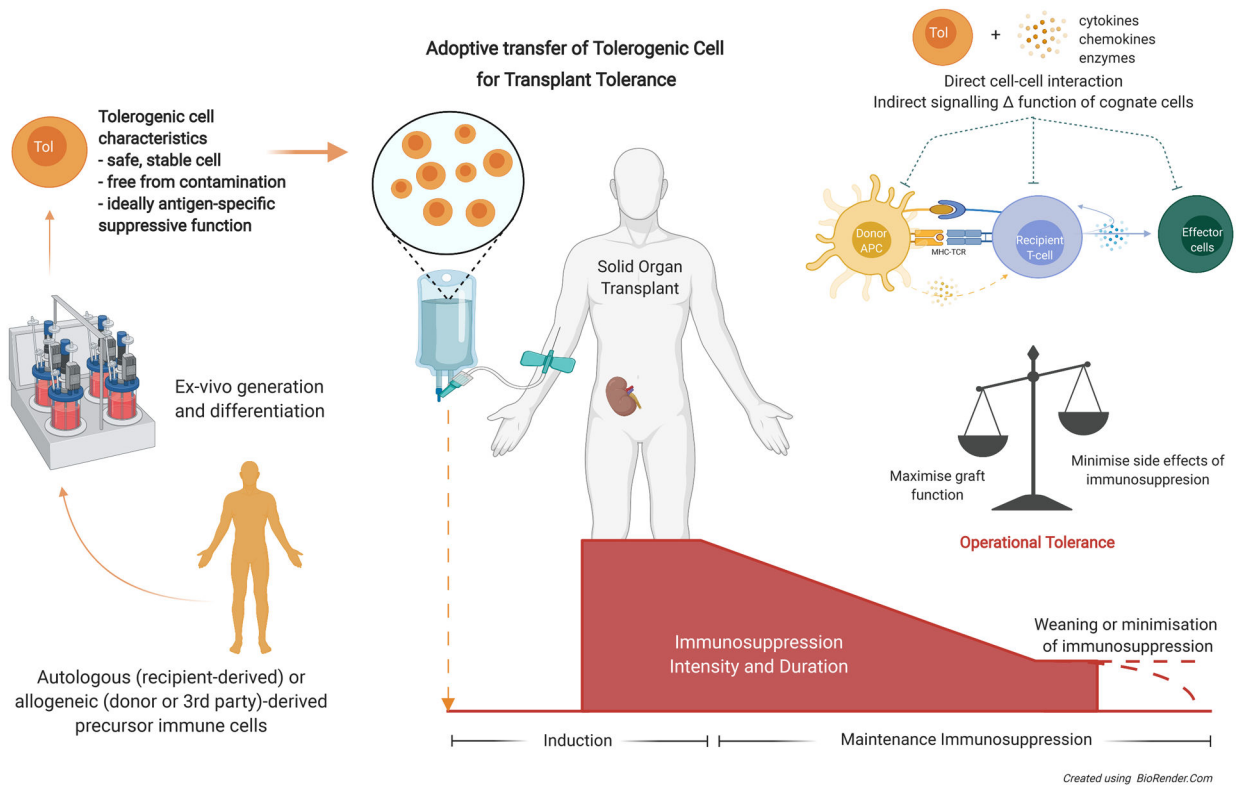 Adoptive transfer of Tolerogenic Cell
for Transplant Tolerance
Tol
Tolerogenic cell
characteristics
- safe, stable cell
- free from contamination
- ideally antigen-specific
suppressive function
Ex-vivo generation
and differentiation
Autologous (recipient-derived) or
allogeneic (donor or 3rd party)-derived
precursor immune cells
Solid Organ
Transplant
Tol
+
cytokines
chemokines
enzymes
Direct cell-cell interaction
Indirect signalling Δ function of cognate cells
Donor
APC
MHC-TCR
Recipient
T-cell
Effector
cells
Maximise graft
function
Minimise side effects of
immunosuppresion
Operational Tolerance
Immunosuppression
Intensity and Duration
Weaning or minimisation
of immunosuppression
Induction
Maintenance Immunosuppression
Created using BioRender.Com